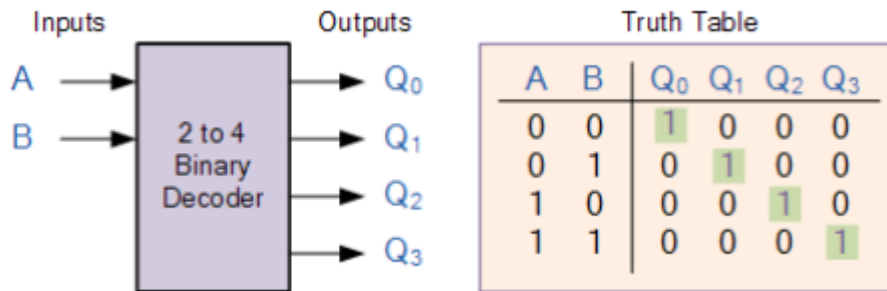 Inputs Outputs
A Q0
B Q1
2 to 4
Binary
Decoder
Q2
Q3
Truth Table
A B Q0 Q1 Q2 Q3
0 0 1 0 0 0
0 1 0 1 0 0
1 0 0 0 1 0
1 1 0 0 0 1